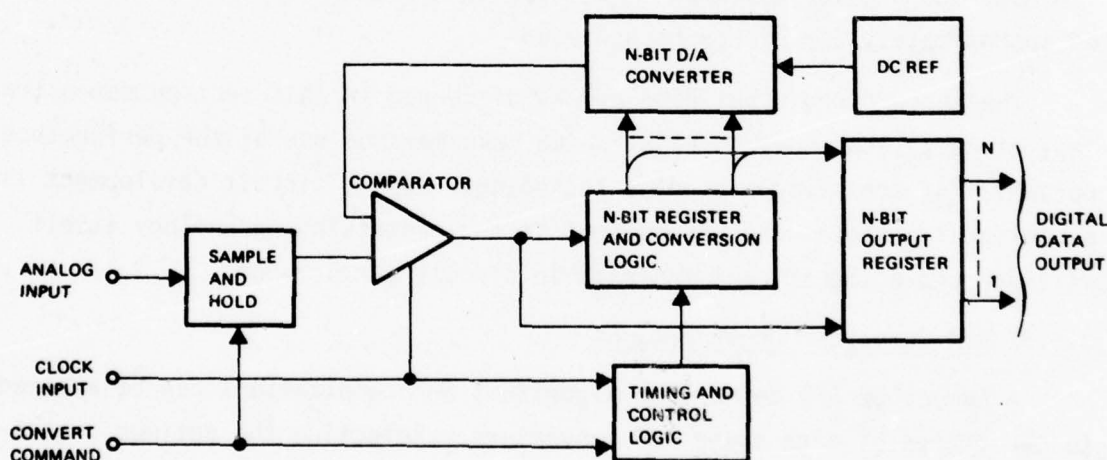 N-BIT D/A
CONVERTER
DC REF
COMPARATOR
N
SAMPLE
AND
HOLD
N-BIT REGISTER
AND CONVERSION
LOGIC
N-BIT
OUTPUT
REGISTER
DIGITAL
DATA
OUTPUT
ANALOG
INPUT
1
CLOCK
INPUT
TIMING AND
CONTROL
LOGIC
CONVERT
COMMAND